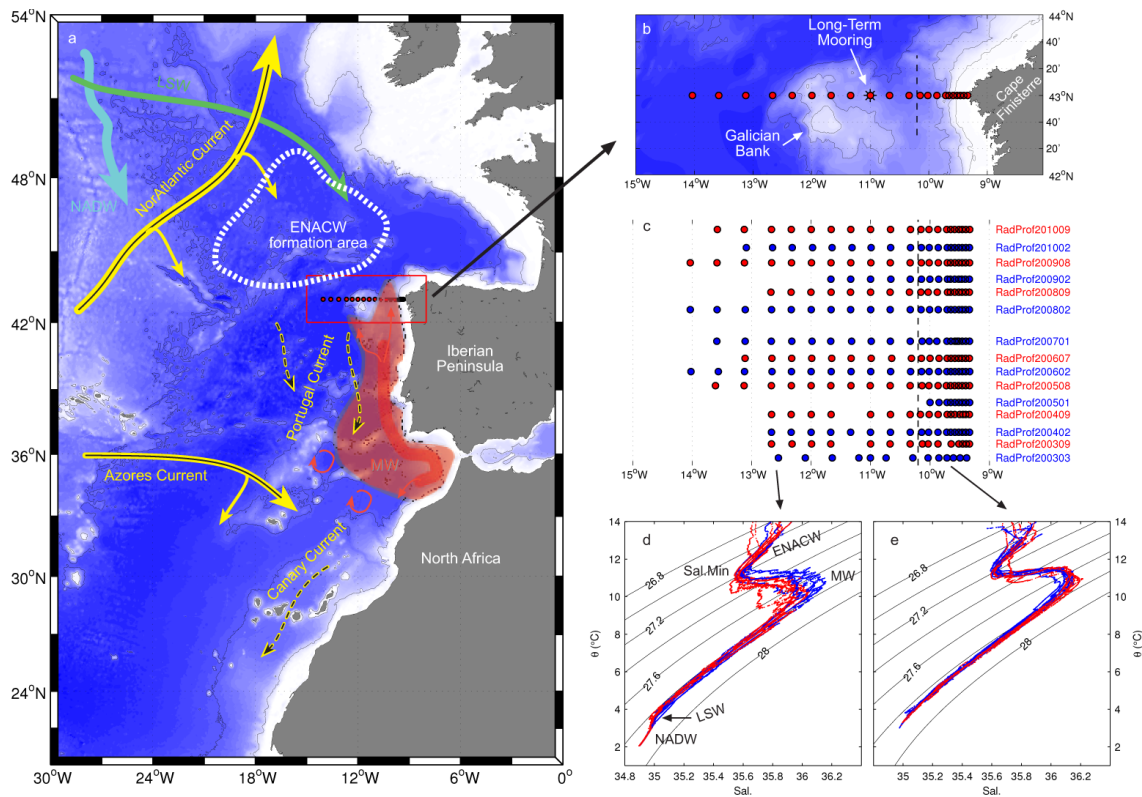 a
54°N
48°N
42°N
36°N
30°N
24°N
30°W
24°W
18°W
12°W
6°W
0°
LSW
NADW
NorAtlantic Current
ENACW
formation area
Iberian
Peninsula
Portugal Current
MW
Azores Current
Canary Current
North Africa
b
Long-Term
Mooring
Galician
Bank
Cape
Finisterre
44°N
40'
20'
43°N
40'
20'
42°N
15°W
14°W
13°W
12°W
11°W
10°W
9°W
c
RadProf201009
RadProf201002
RadProf200908
RadProf200902
RadProf200809
RadProf200802
RadProf200701
RadProf200607
RadProf200602
RadProf200508
RadProf200501
RadProf200409
RadProf200402
RadProf200309
RadProf200303
15°W
14°W
13°W
12°W
11°W
10°W
9°W
d
ENACW
Sal.Min
MW
LSW
NADW
26.8
27.2
27.6
28
14
12
10
8
6
4
2
θ (°C)
34.8
35
35.2
35.4
35.6
35.8
36
36.2
Sal.
e
26.8
27.2
27.6
28
14
12
10
8
6
4
2
θ (°C)
35
35.2
35.4
35.6
35.8
36
36.2
Sal.